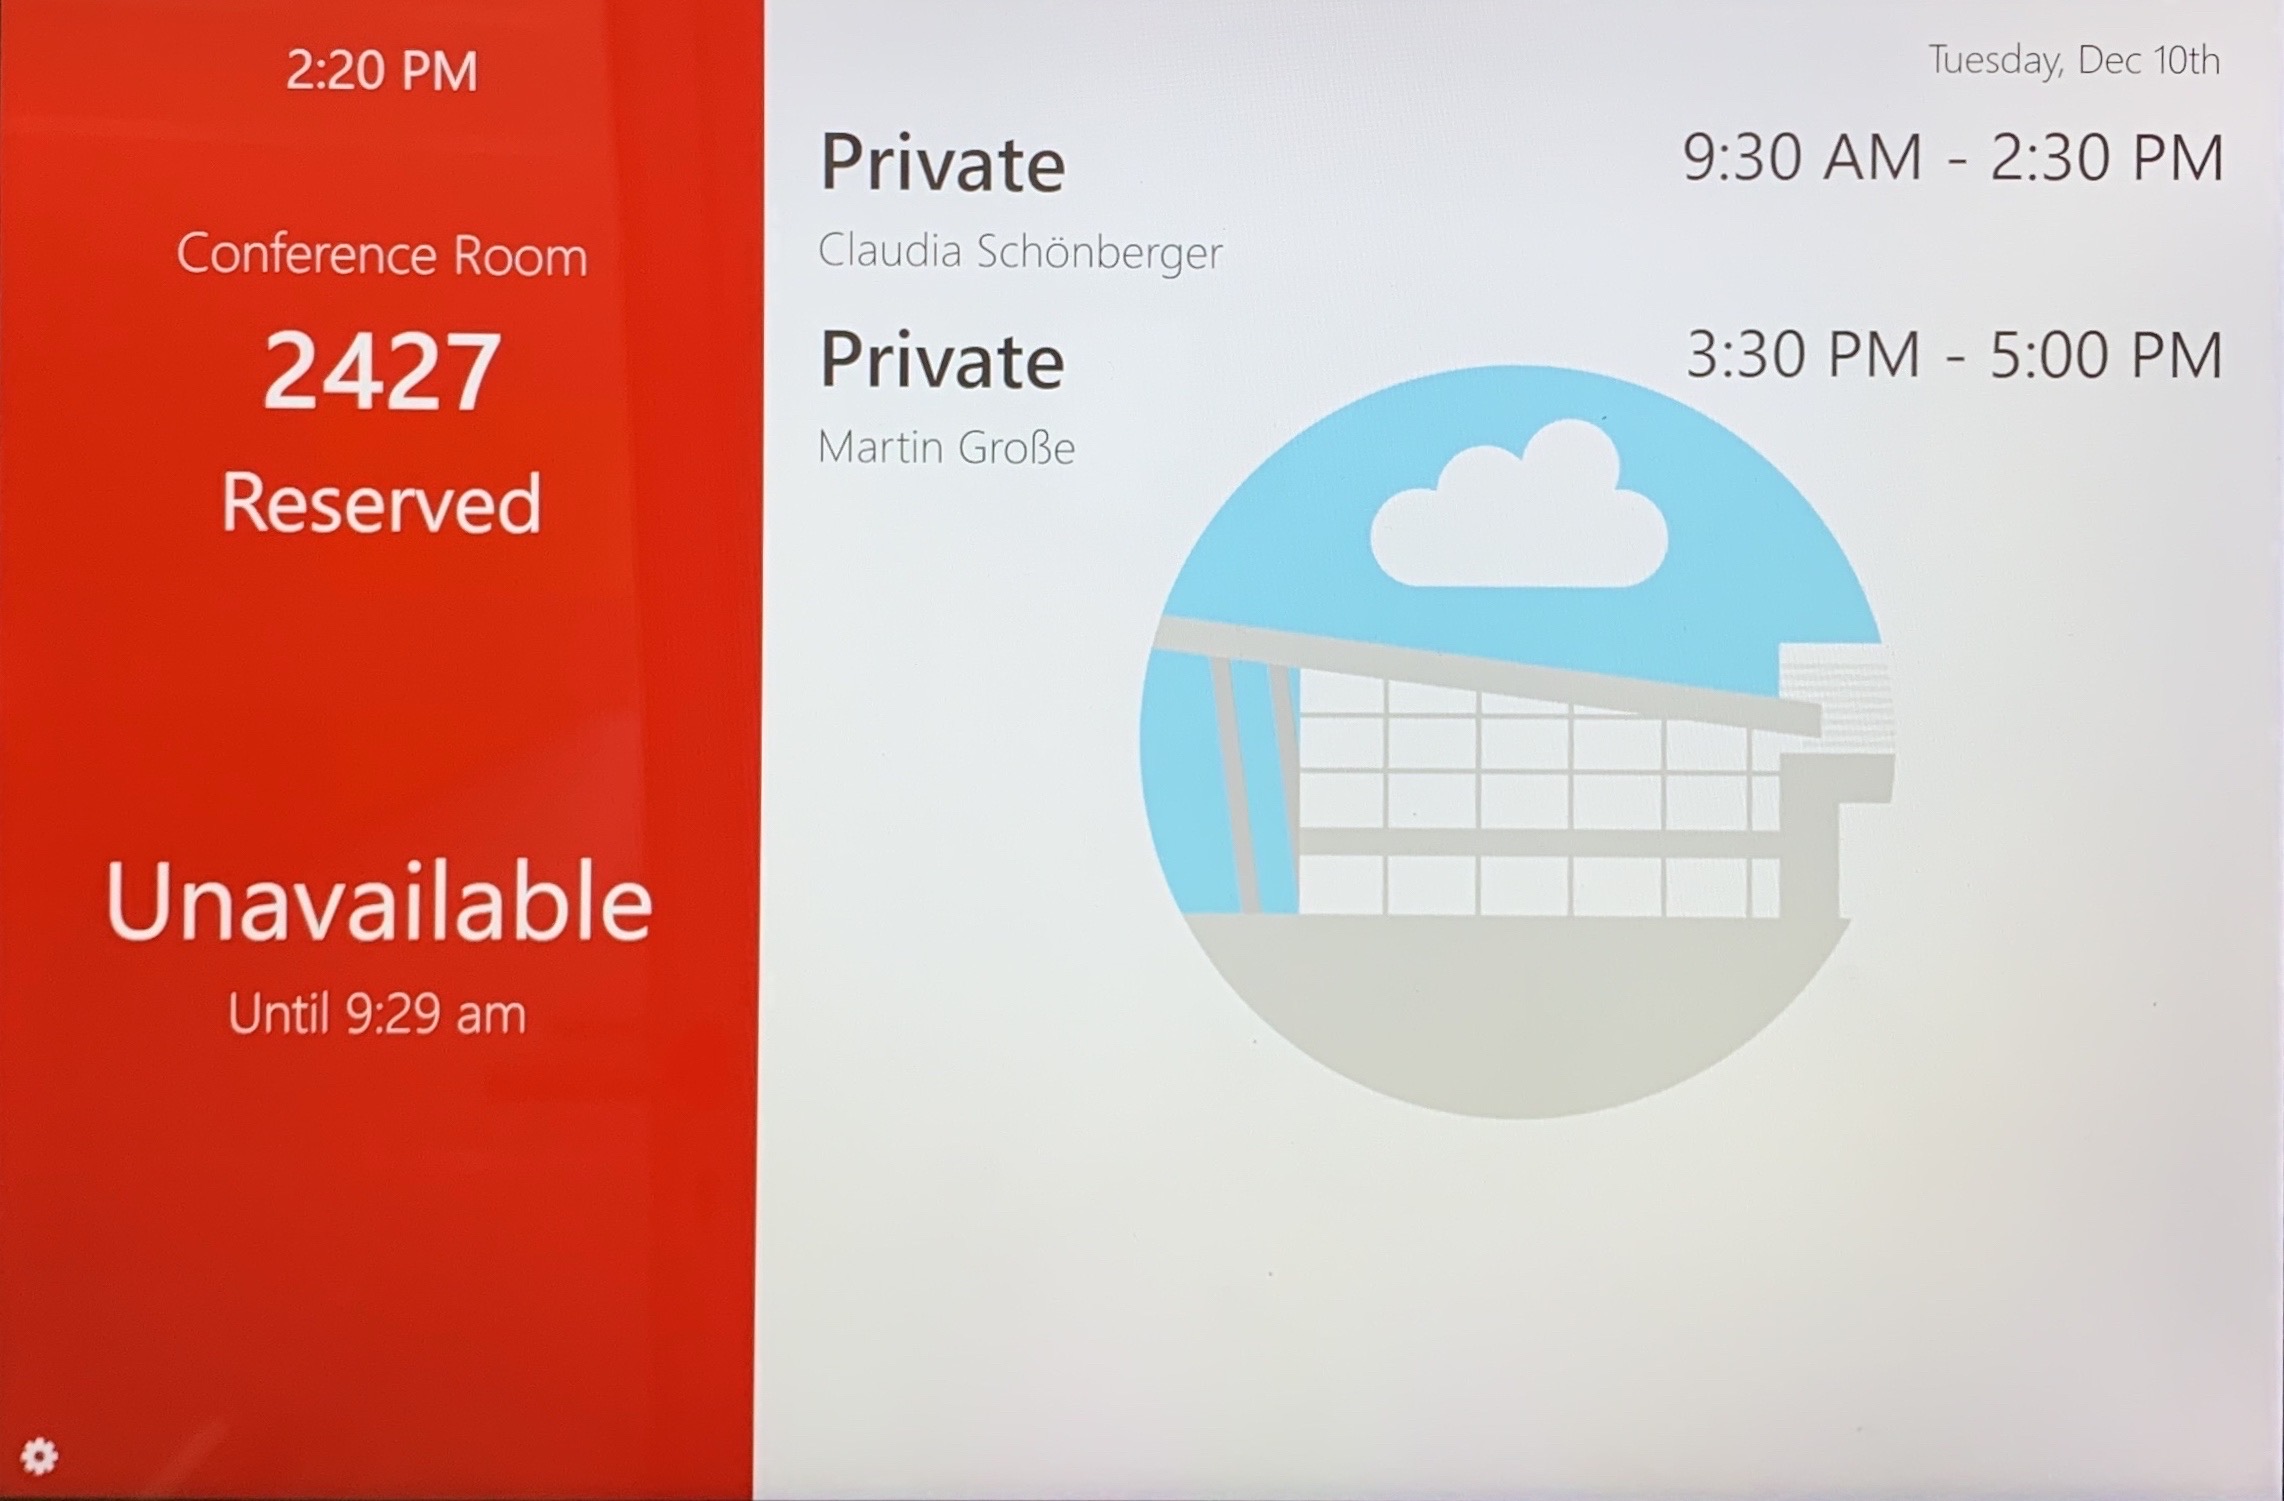 2:20 PM
Conference Room
2427
Reserved
Unavailable
Until 9:29 am
Tuesday, Dec 10th
Private
9:30 AM - 2:30 PM
Claudia Schönberger
Private
3:30 PM - 5:00 PM
Martin Große